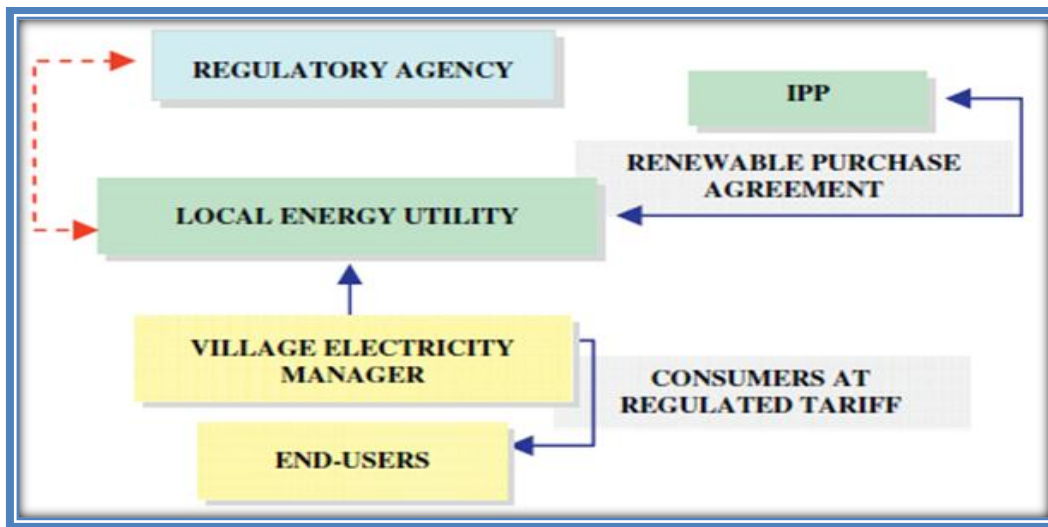 REGULATORY AGENCY
IPP
RENEWABLE PURCHASE
AGREEMENT
LOCAL ENERGY UTILITY
VILLAGE ELECTRICITY
MANAGER
CONSUMERS AT
REGULATED TARIFF
END-USERS